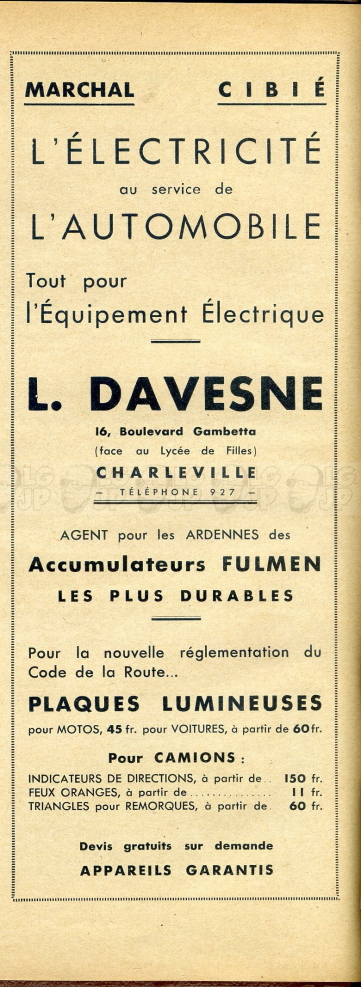 MARCHAL CIBIÉ
L'ÉLECTRICITÉ
au service de
L'AUTOMOBILE
Tout pour
l'Équipement Électrique
L. DAVESNE
16, Boulevard Gambetta
(face au Lycée de Filles)
CHARLEVILLE
TÉLÉPHONE 927
AGENT pour les ARDENNES des
Accumulateurs FULMEN
LES PLUS DURABLES
Pour la nouvelle réglementation du
Code de la Route...
PLAQUES LUMINEUSES
pour MOTOS, 45 fr. pour VOITURES, à partir de 60 fr.
Pour CAMIONS :
INDICATEURS DE DIRECTIONS, à partir de.. 150 fr.
FEUX ORANGES, à partir de ............... 11 fr.
TRIANGLES pour REMORQUES, à partir de. 60 fr.
Devis gratuits sur demande
APPAREILS GARANTIS